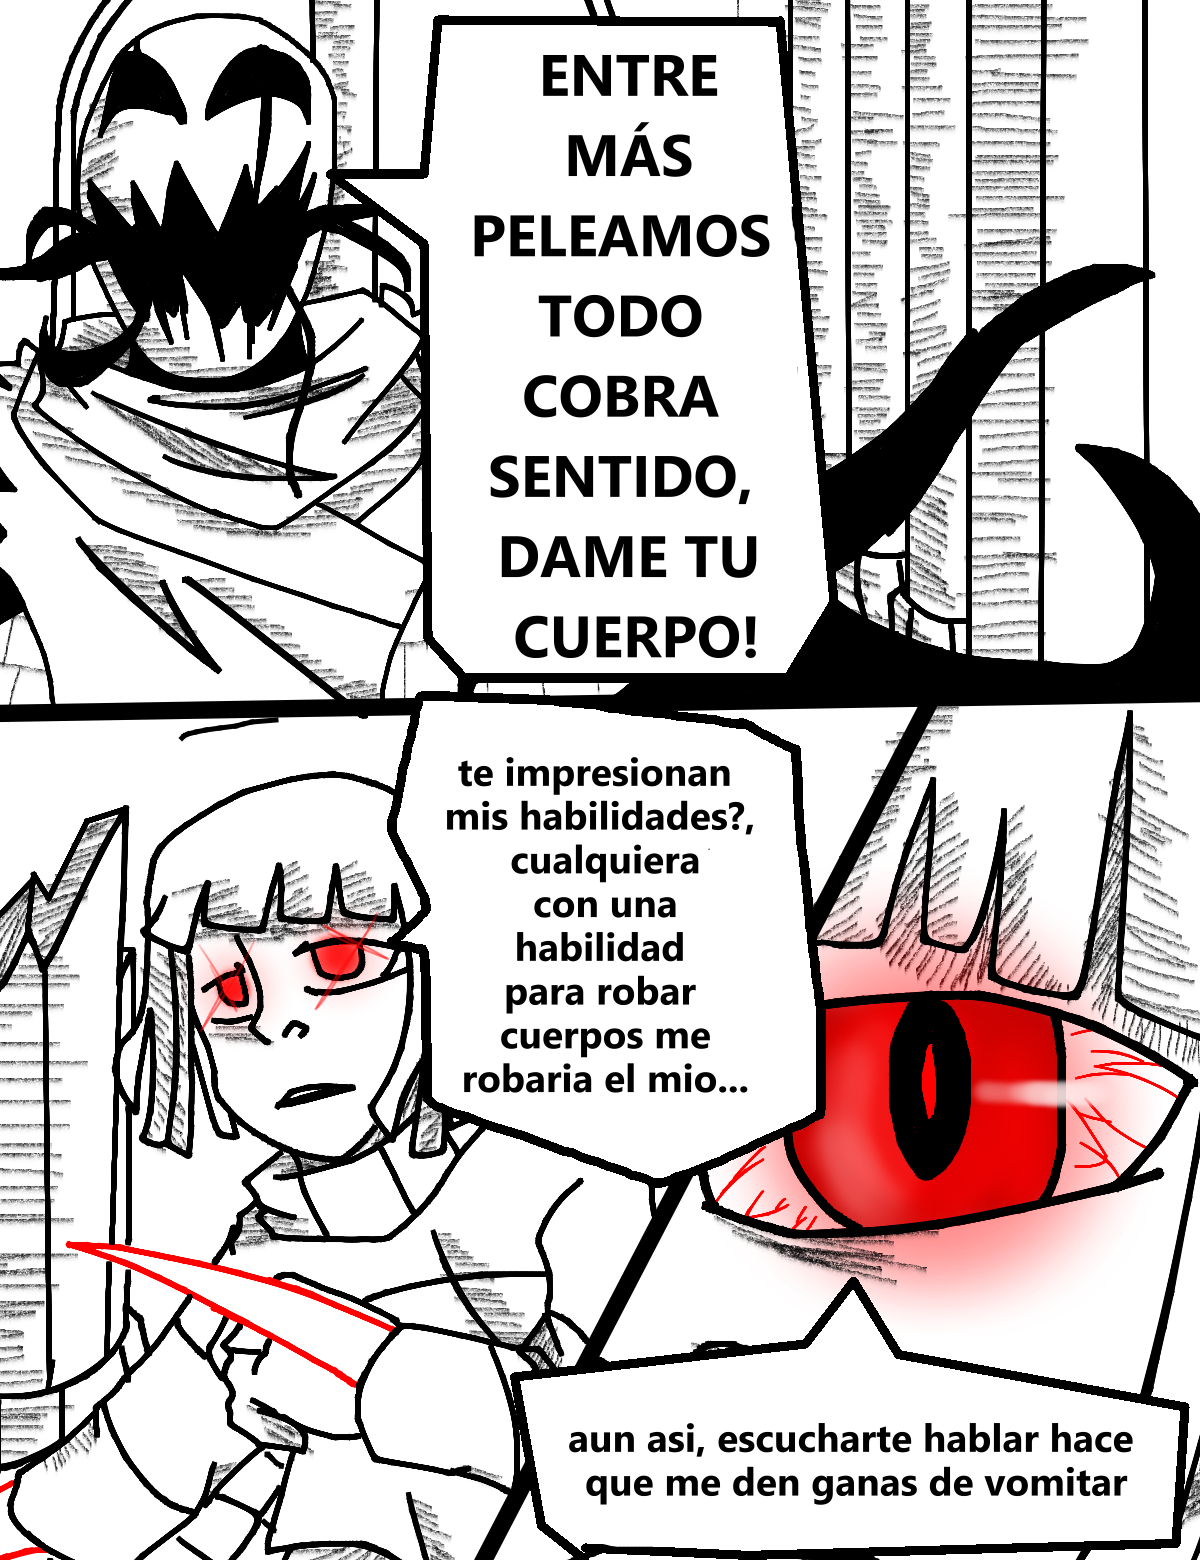 ENTRE
MÁS
PELEAMOS
TODO
COBRA
SENTIDO,
DAME TU
CUERPO!
te impresionan
mis habilidades?,
cualquiera
con una
habilidad
para robar
cuerpos me
robaria el mio...
aun asi, escucharte hablar hace
que me den ganas de vomitar